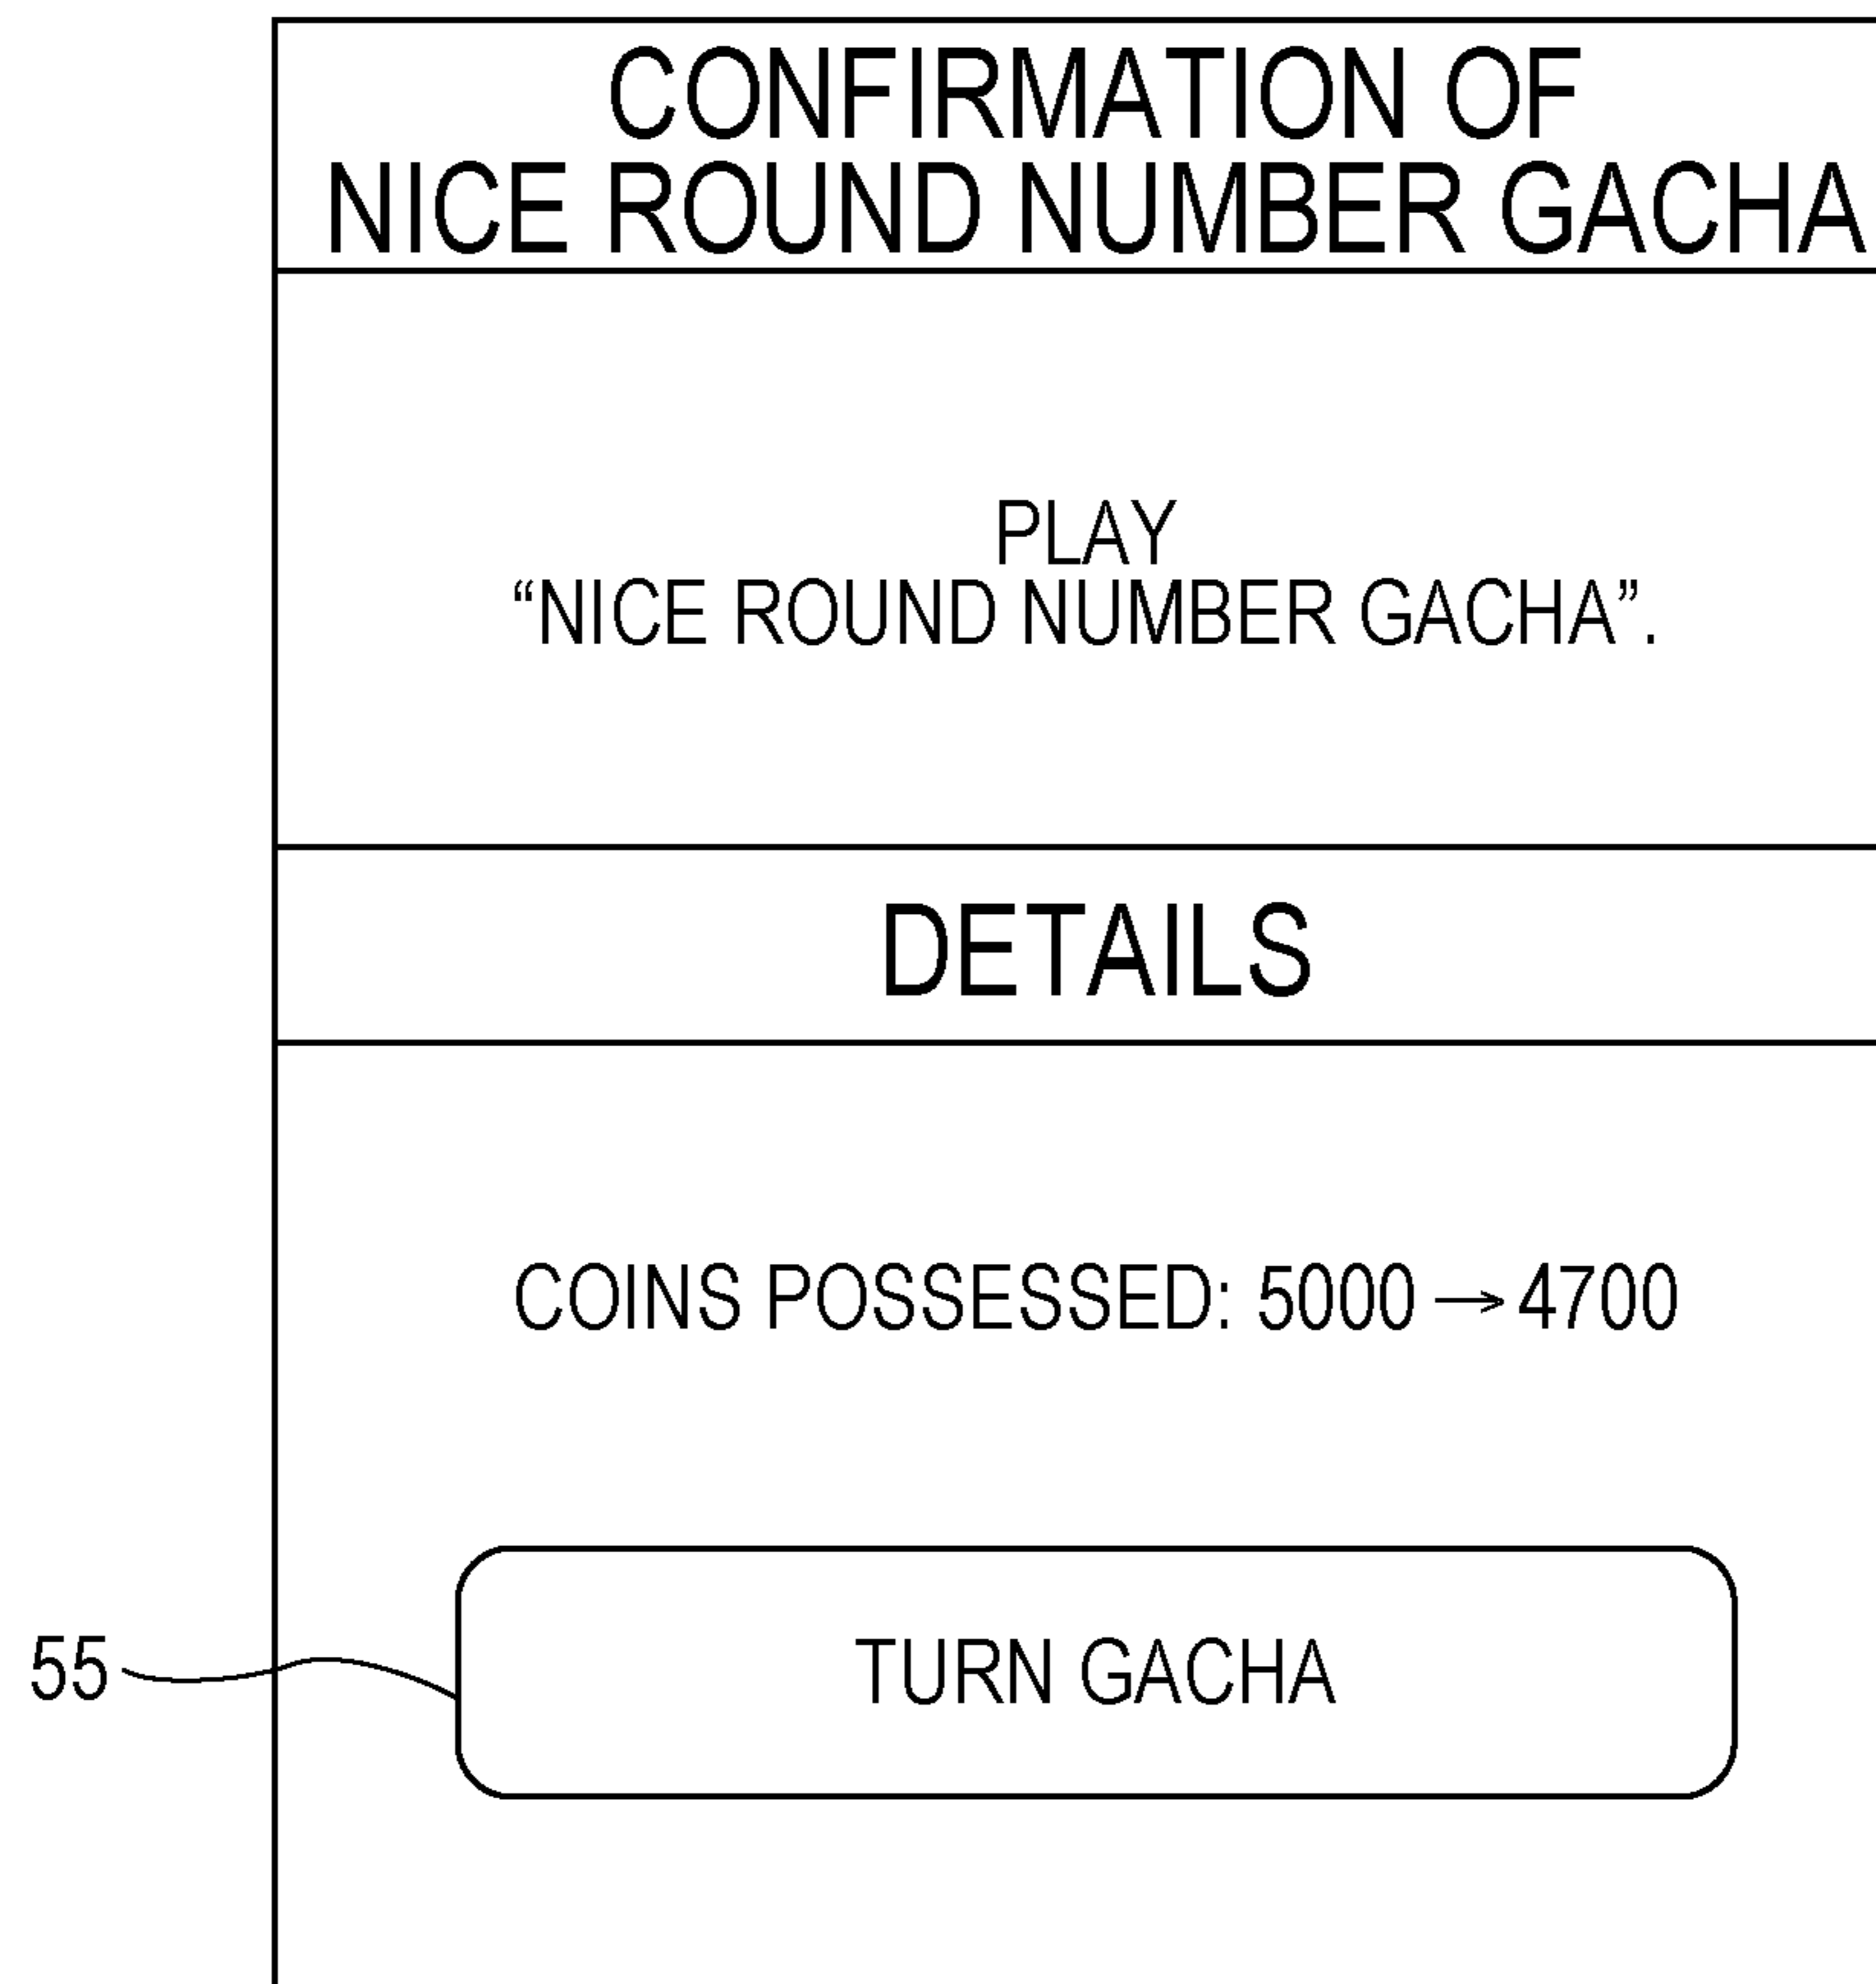 CONFIRMATION OF
NICE ROUND NUMBER GACHA
PLAY
“NICE ROUND NUMBER GACHA”.
DETAILS
COINS POSSESSED: 5000→4700
55
TURN GACHA